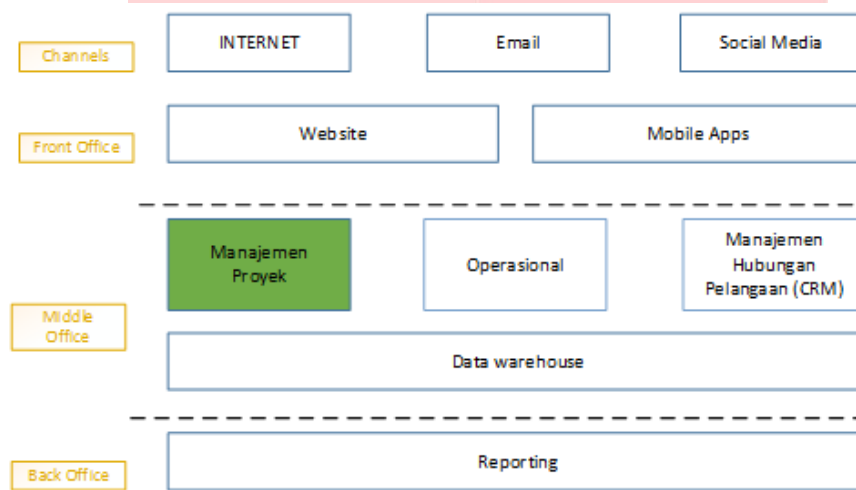 Channels
INTERNET
Email
Social Media
Front Office
Website
Mobile Apps
Middle
Office
Manajemen
Proyek
Operasional
Manajemen
Hubungan
Pelangaan (CRM)
Data warehouse
Back Office
Reporting